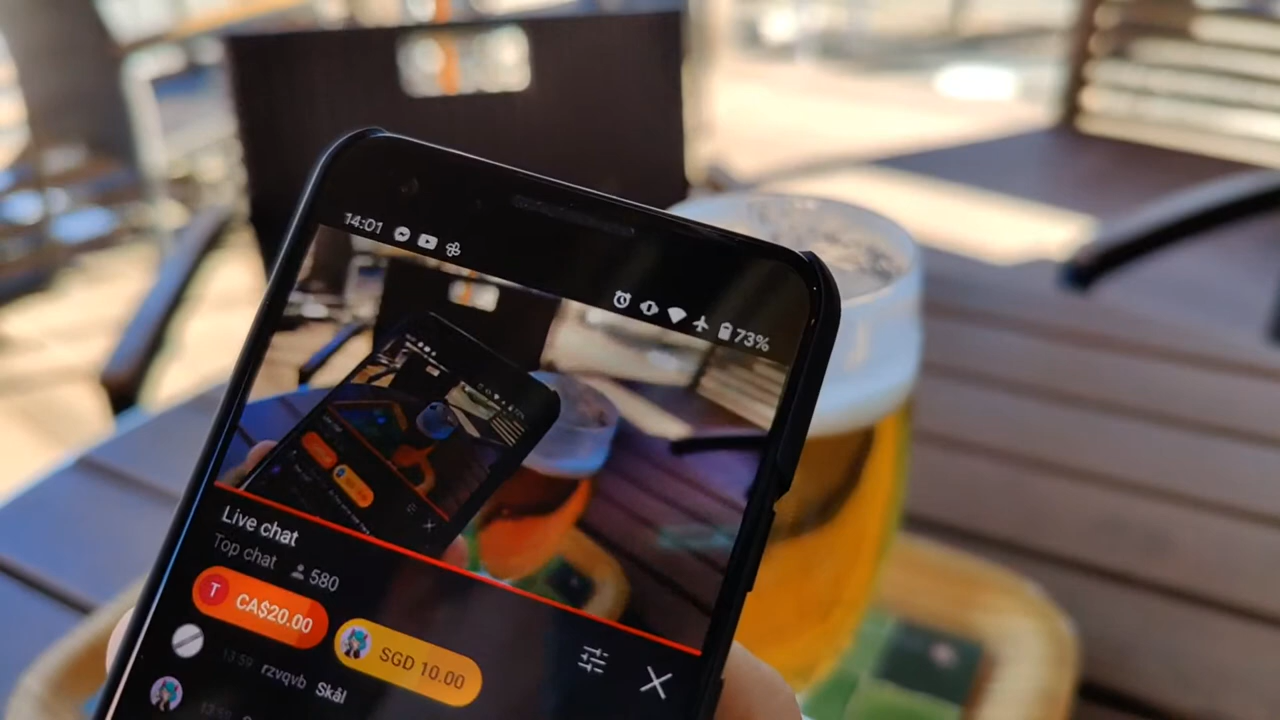 14:01
73%
Live chat
Top chat 580
T CA$20.00
SGD 10.00
13:59 rzvqvb Skål